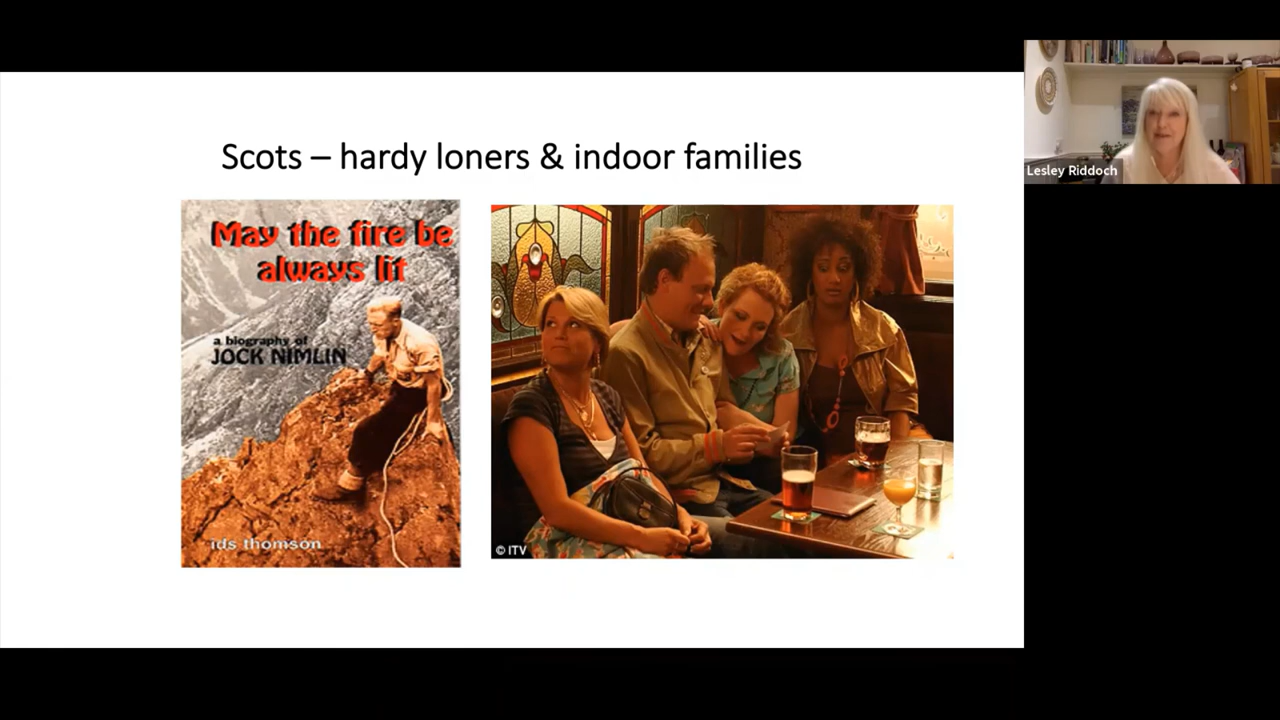 Scots – hardy loners & indoor families
May the fire be
always lit
a biography of
JOCK NIMLIN
ids thomson
© ITV
Lesley Riddoch